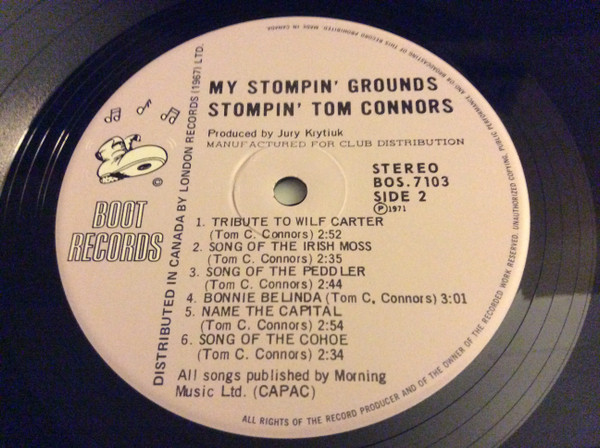 MY STOMPIN' GROUNDS
STOMPIN' TOM CONNORS
Produced by Jury Krytiuk
MANUFACTURED FOR CLUB DISTRIBUTION
STEREO
BOS.7103
SIDE 2
Ⓟ1971
©
BOOT
RECORDS
1. TRIBUTE TO WILF CARTER
(Tom C. Connors) 2:52
2. SONG OF THE IRISH MOSS
(Tom C. Connors) 2:35
3. SONG OF THE PEDDLER
(Tom C. Connors) 2:44
4. BONNIE BELINDA (Tom C. Connors) 3:01
5. NAME THE CAPITAL
(Tom C. Connors) 2:54
6. SONG OF THE COHOE
(Tom C. Connors) 2:34
All songs published by Morning
Music Ltd. (CAPAC)
DISTRIBUTED IN CANADA BY LONDON RECORDS (1967) LTD.
ALL RIGHTS OF THE RECORD PRODUCER AND OF THE OWNER OF THE RECORDED WORK RESERVED. UNAUTHORIZED COPYING, PUBLIC PERFORMANCE AND/OR BROADCASTING OF THIS RECORD PROHIBITED. MADE IN CANADA